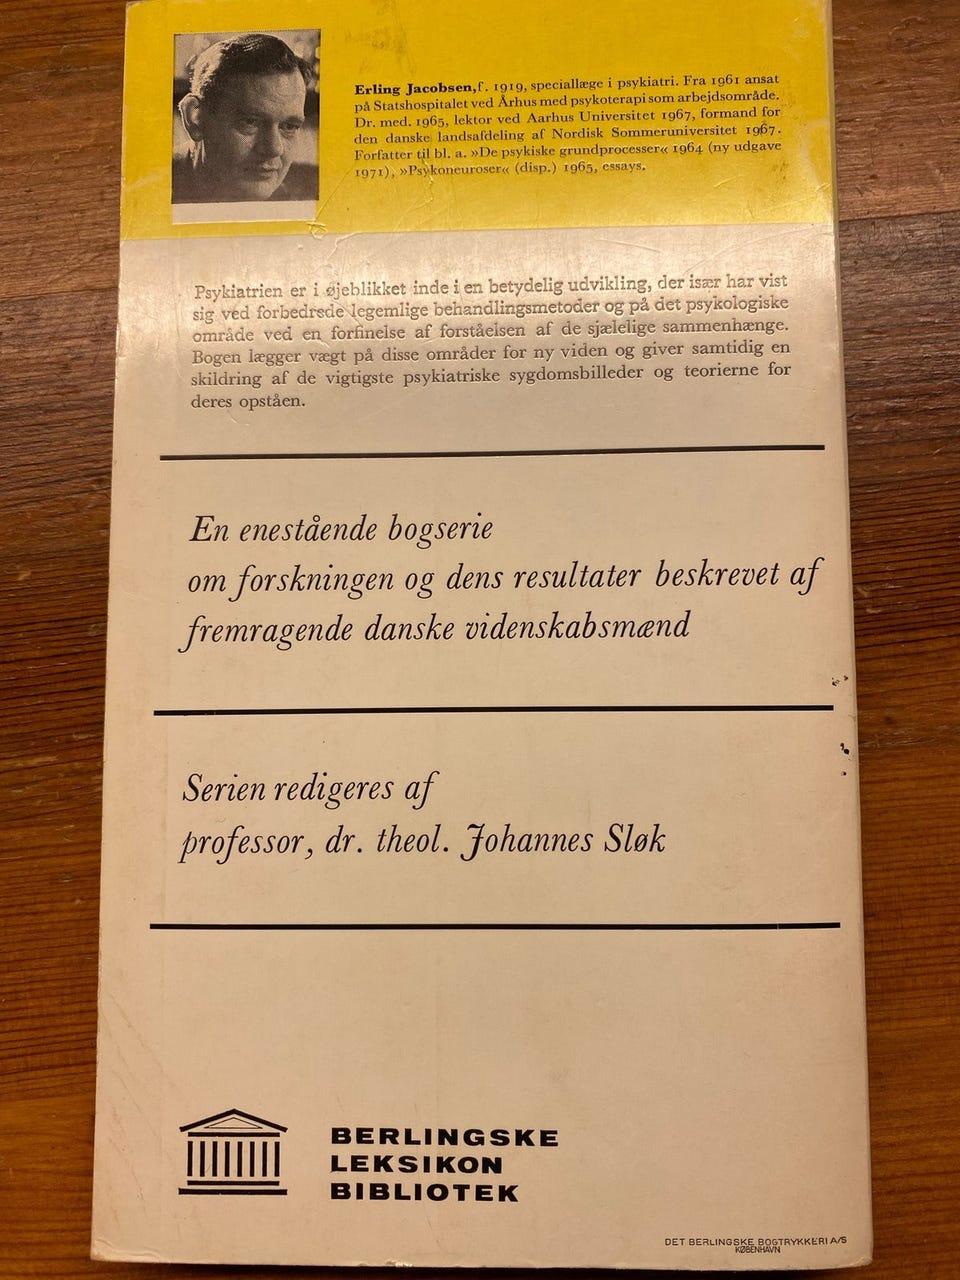 Erling Jacobsen, f. 1919, speciallæge i psykiatri. Fra 1961 ansat
på Statshospitalet ved Århus med psykoterapi som arbejdsområde.
Dr. med. 1965, lektor ved Aarhus Universitet 1967, formand for
den danske landsafdeling af Nordisk Sommeruniversitet 1967.
Forfatter til bl. a. »De psykiske grundprocesser« 1964 (ny udgave
1971), »Psykoneuroser« (disp.) 1965, essays.
Psykiatrien er i øjeblikket inde i en betydelig udvikling, der især har vist
sig ved forbedrede legemlige behandlingsmetoder og på det psykologiske
område ved en forfinelse af forståelsen af de sjælelige sammenhænge.
Bogen lægger vægt på disse områder for ny viden og giver samtidig en
skildring af de vigtigste psykiatriske sygdomsbilleder og teorierne for
deres opståen.
En enestående bogserie
om forskningen og dens resultater beskrevet af
fremragende danske videnskabsmænd
Serien redigeres af
professor, dr. theol. Johannes Sløk
BERLINGSKE
LEKSIKON
BIBLIOTEK
DET BERLINGSKE BOGTRYKKERI A/S
KØBENHAVN